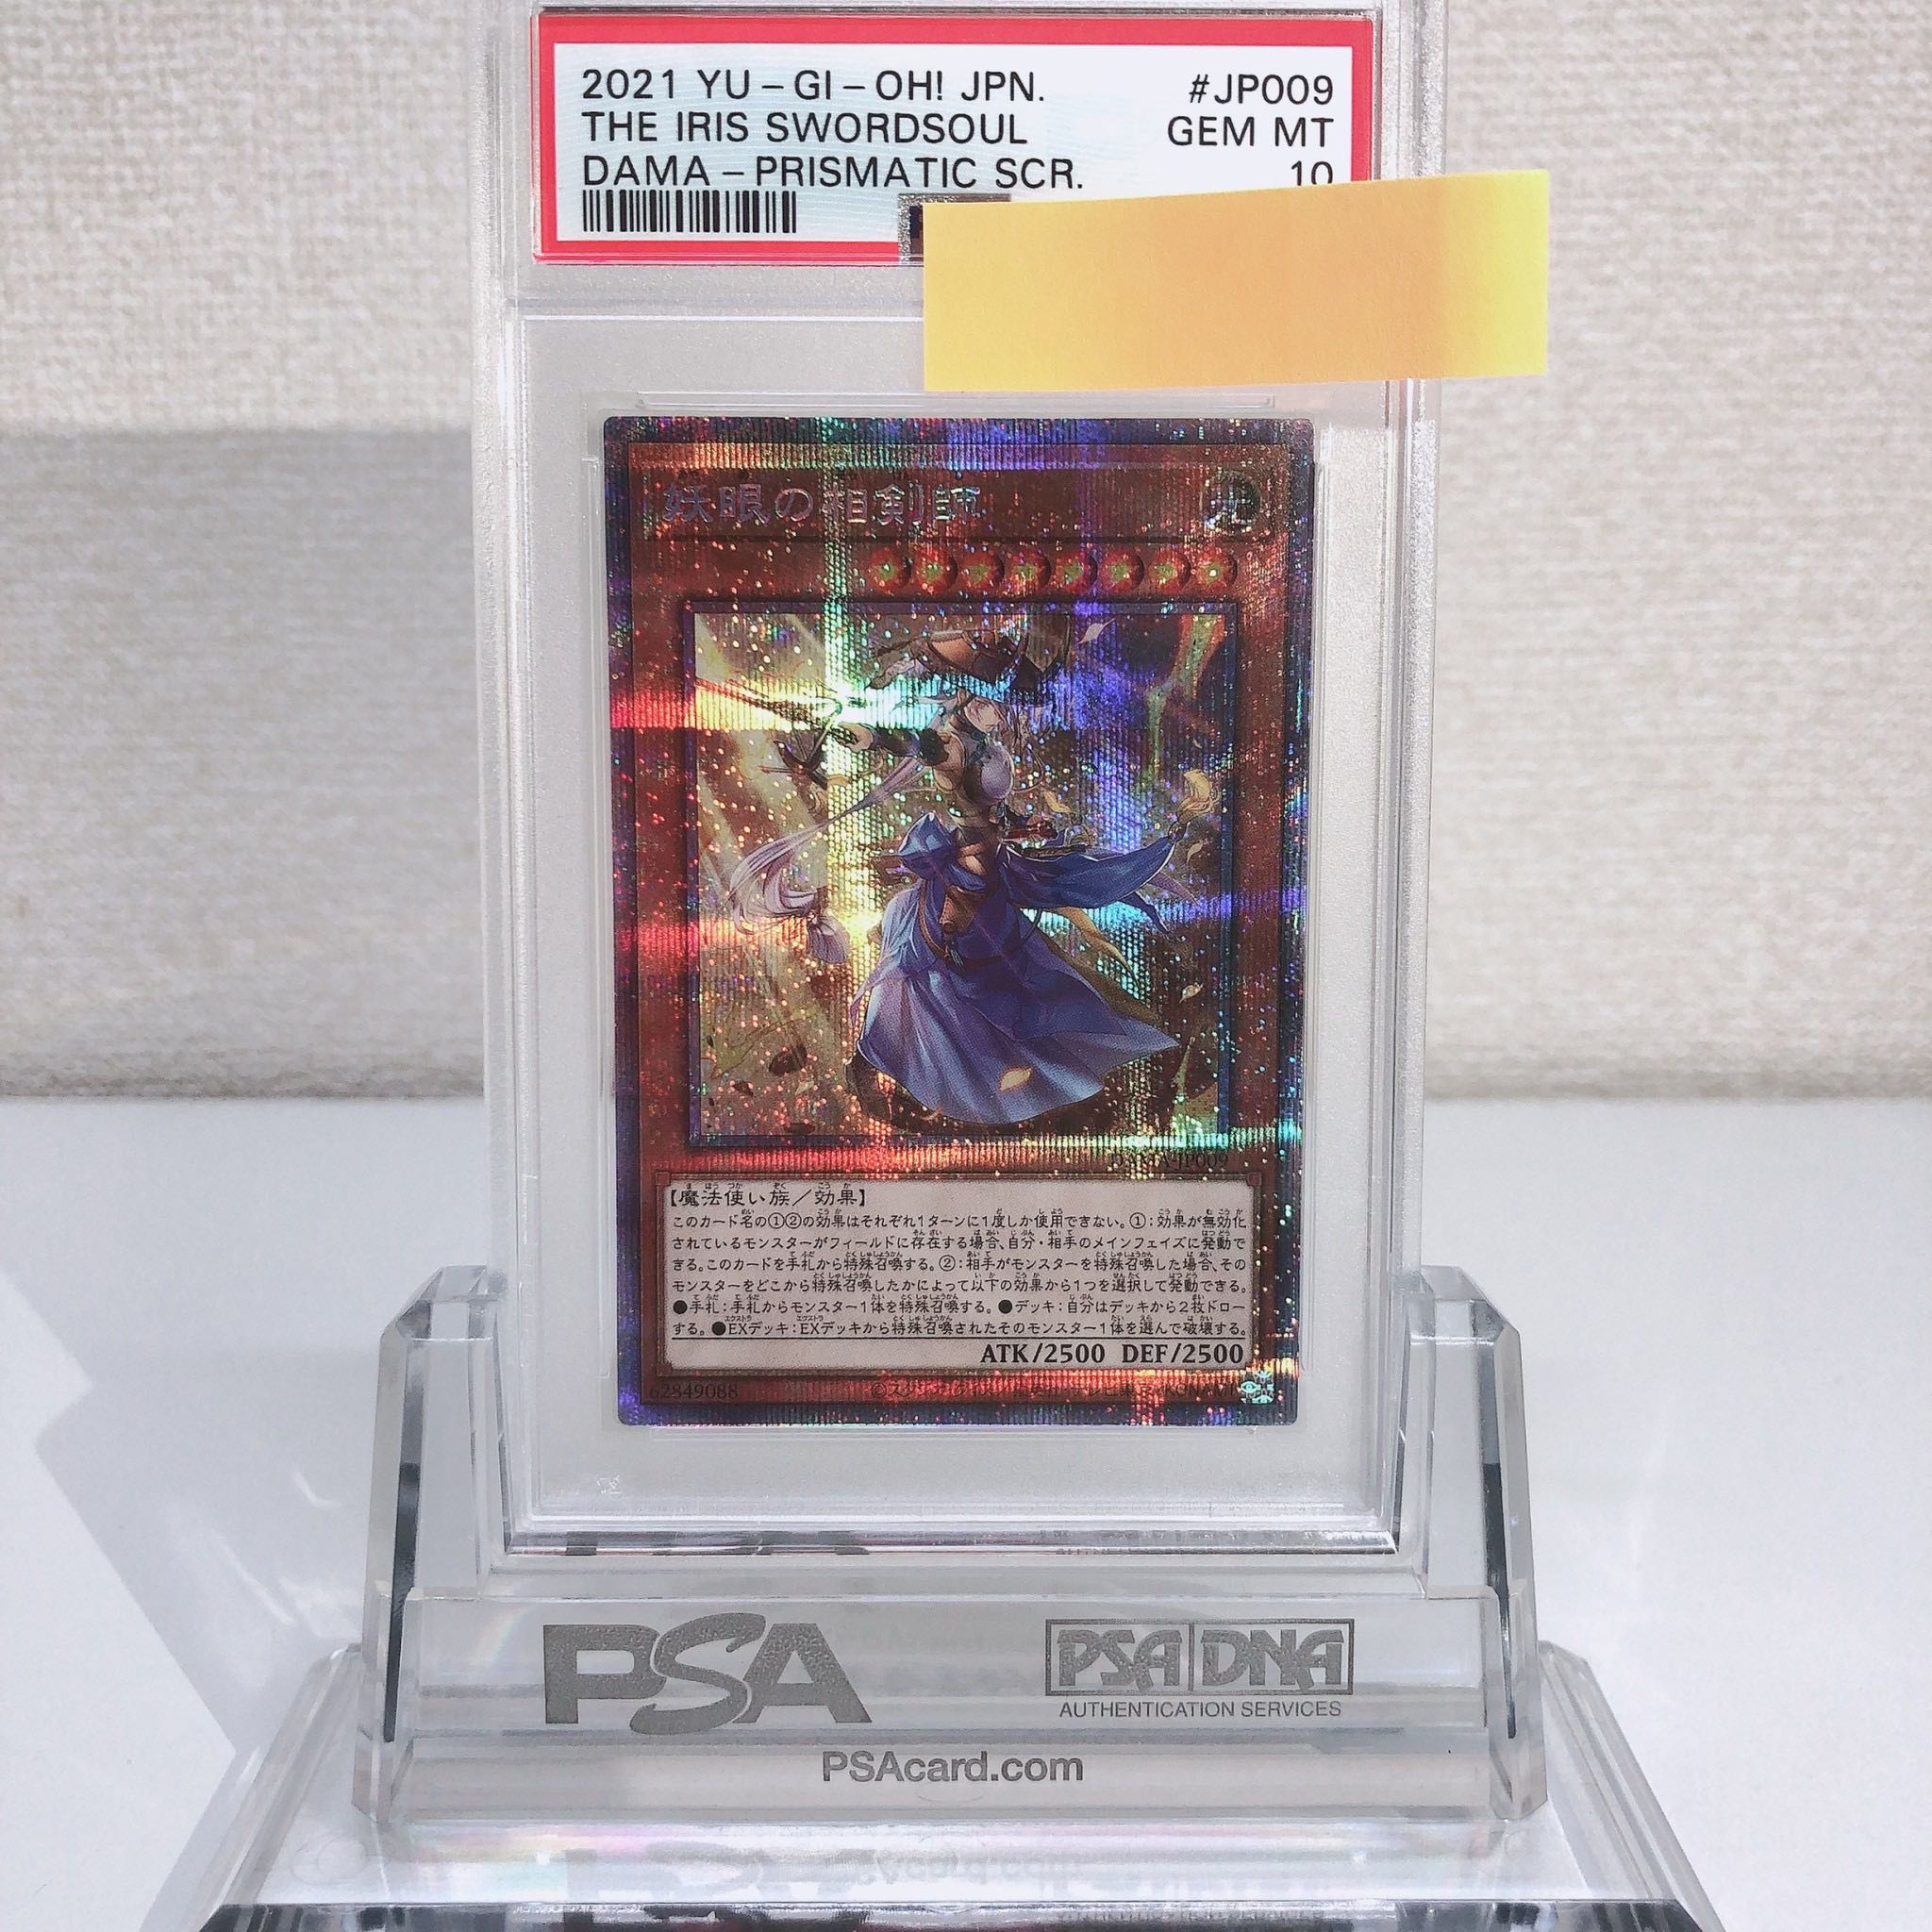 2021 YU-GI-OH! JPN. #JP009
THE IRIS SWORDSOUL GEM MT
DAMA-PRISMATIC SCR. 10
妖眼の相剣師 光
DAMA-JP009
【魔法使い族／効果】
このカード名の①②の効果はそれぞれ1ターンに1度しか使用できない。①：効果が無効化
されているモンスターがフィールドに存在する場合、自分・相手のメインフェイズに発動で
きる。このカードを手札から特殊召喚する。②：相手がモンスターを特殊召喚した場合、その
モンスターをどこから特殊召喚したかによって以下の効果から1つを選択して発動できる。
●手札：手札からモンスター1体を特殊召喚する。●デッキ：自分はデッキから2枚ドロー
する。●EXデッキ：EXデッキから特殊召喚されたそのモンスター1体を選んで破壊する。
ATK/2500 DEF/2500
62849088
PSA PSA DNA
AUTHENTICATION SERVICES
PSAcard.com